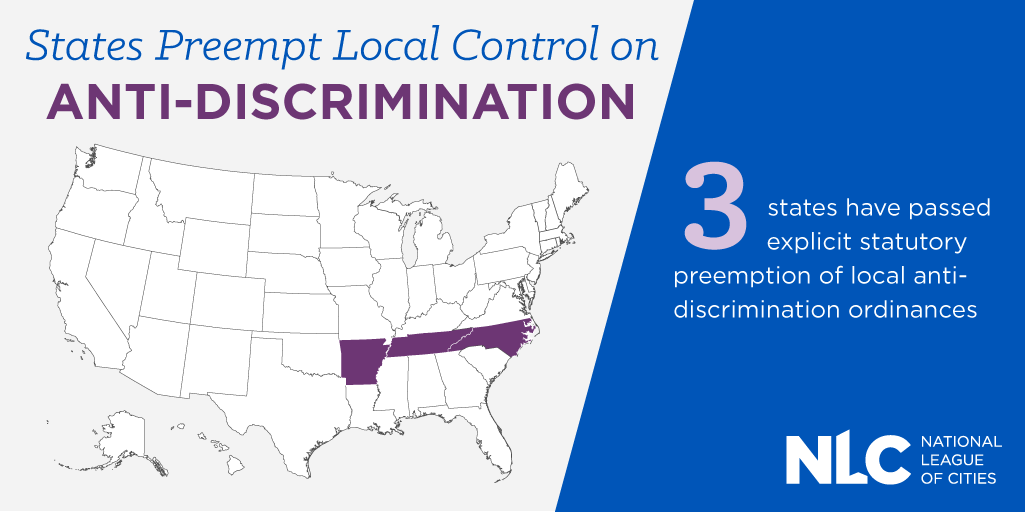 States Preempt Local Control on
ANTI-DISCRIMINATION
3
states have passed
explicit statutory
preemption of local anti-
discrimination ordinances
NLC
NATIONAL
LEAGUE
OF CITIES